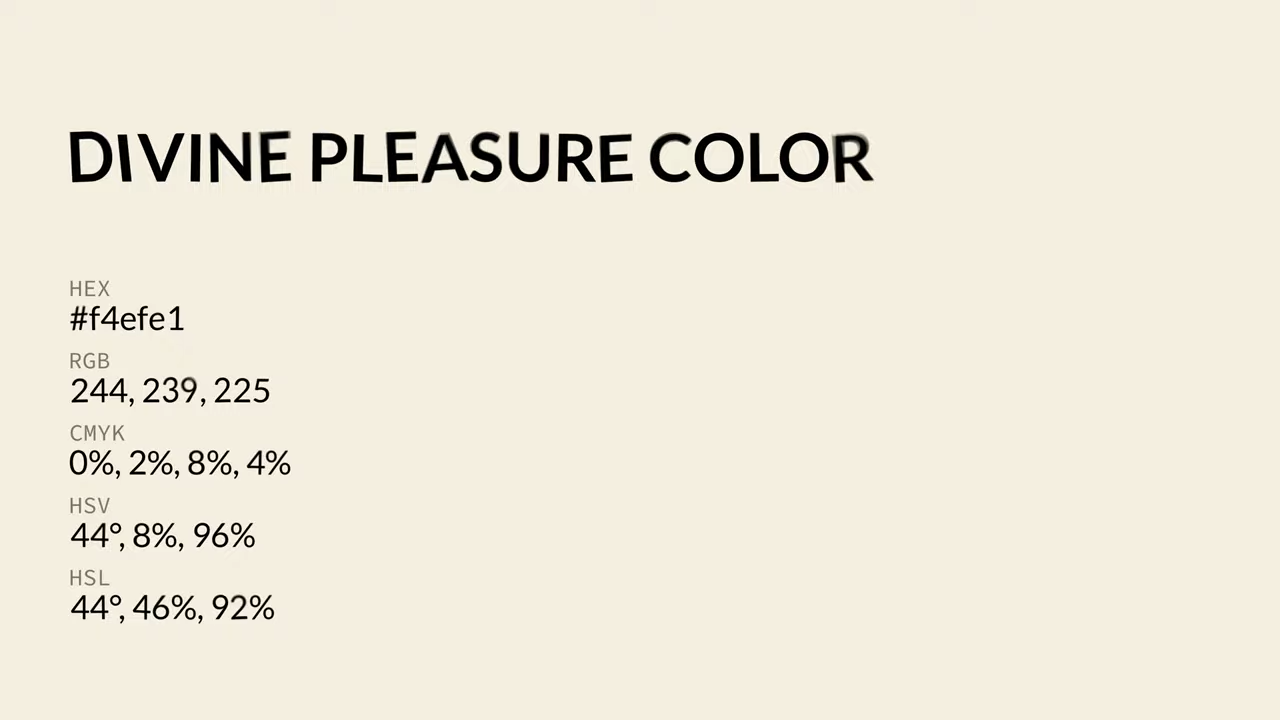 DIVINE PLEASURE COLOR
HEX
#f4efe1
RGB
244, 239, 225
CMYK
0%, 2%, 8%, 4%
HSV
44°, 8%, 96%
HSL
44°, 46%, 92%